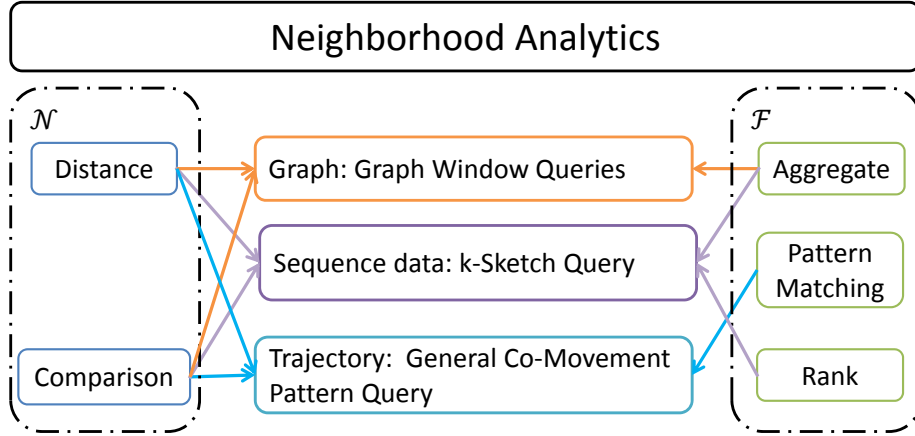 Neighborhood Analytics
𝒩
ℱ
Distance
Graph: Graph Window Queries
Aggregate
Sequence data: k-Sketch Query
Pattern
Matching
Comparison
Trajectory: General Co-Movement
Pattern Query
Rank